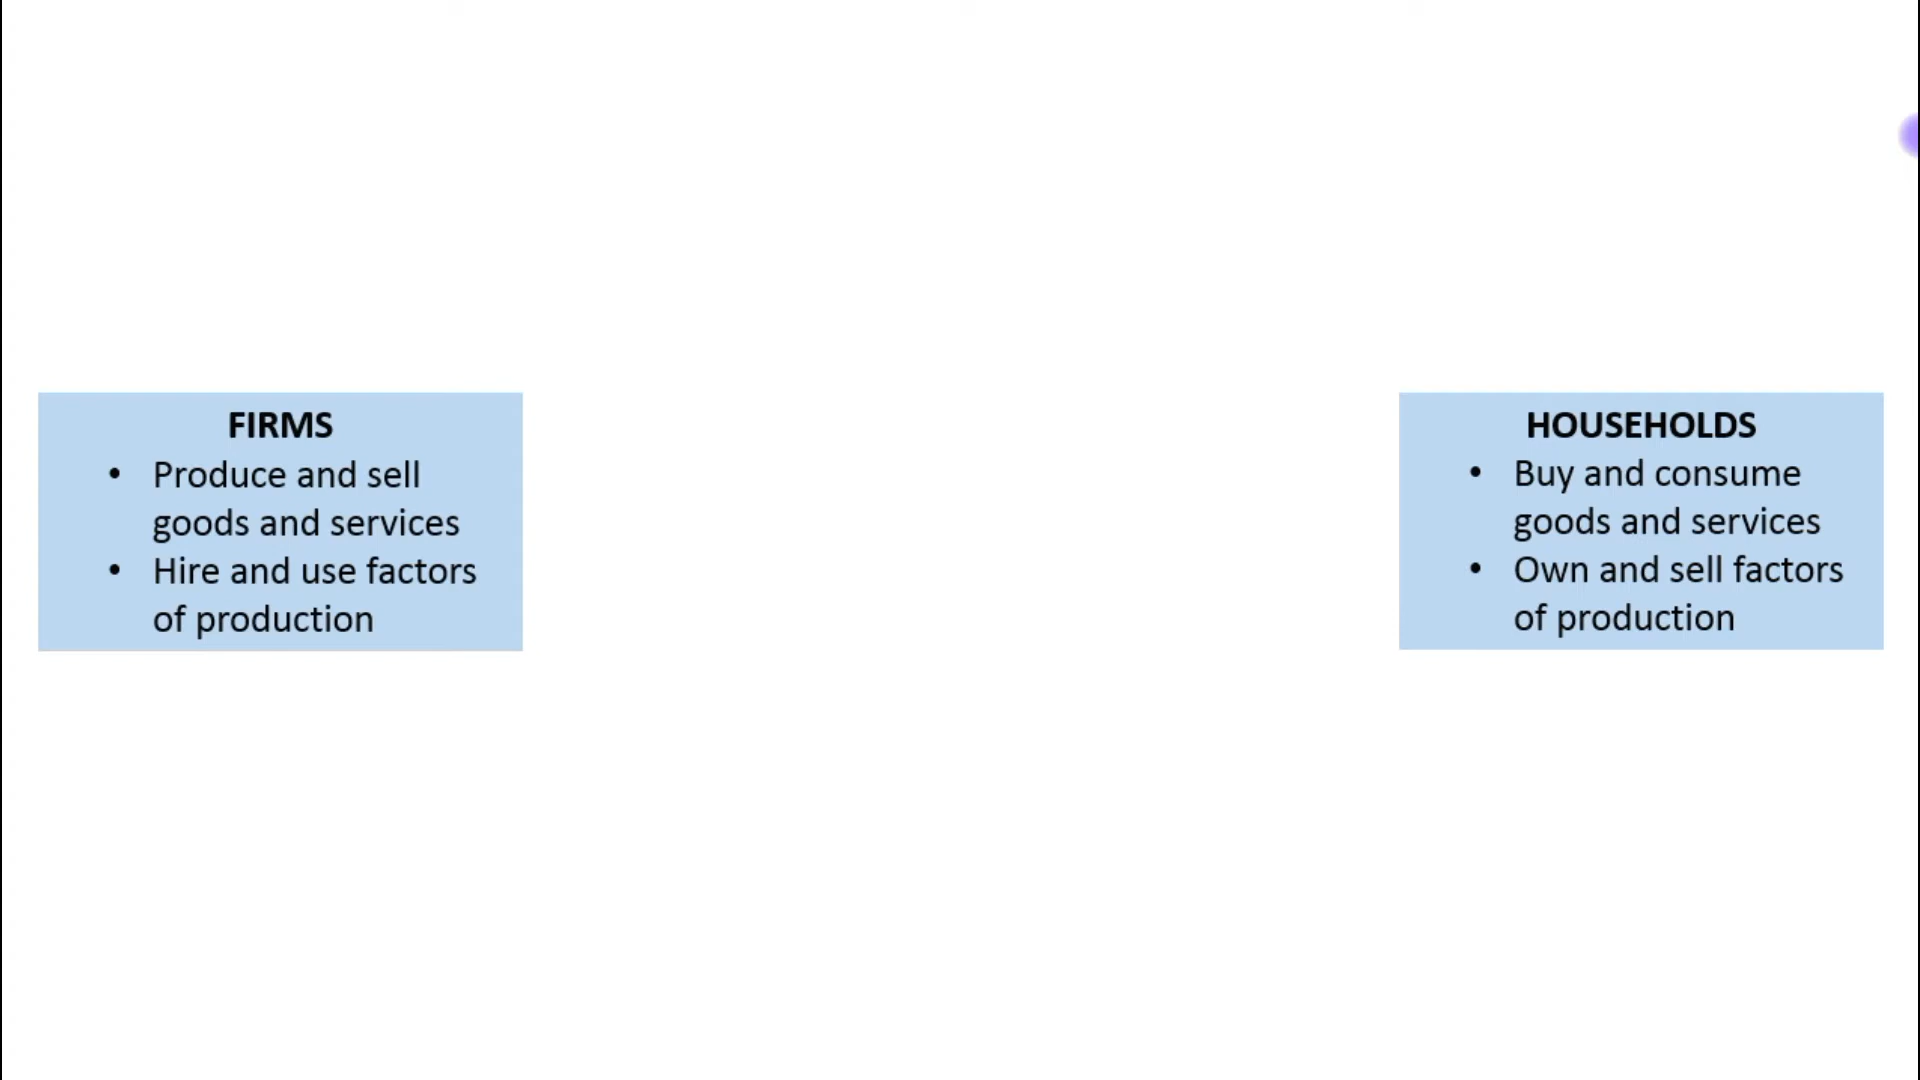 FIRMS
• Produce and sell
goods and services
• Hire and use factors
of production
HOUSEHOLDS
• Buy and consume
goods and services
• Own and sell factors
of production